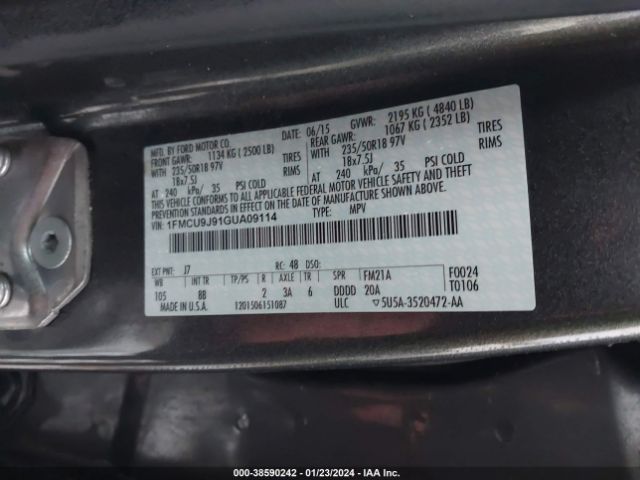 MFD. BY FORD MOTOR CO.
DATE: 06/15 GVWR: 2195 KG ( 4840 LB)
FRONT GAWR: 1134 KG ( 2500 LB) REAR GAWR: 1067 KG ( 2352 LB)
WITH 235/50R18 97V TIRES WITH 235/50R18 97V TIRES
18x7.5J RIMS 18x7.5J RIMS
AT 240 kPa/ 35 PSI COLD AT 240 kPa/ 35 PSI COLD
THIS VEHICLE CONFORMS TO ALL APPLICABLE FEDERAL MOTOR VEHICLE SAFETY AND THEFT
PREVENTION STANDARDS IN EFFECT ON THE DATE OF MANUFACTURE SHOWN ABOVE.
VIN: 1FMCU9J91GUA09114 TYPE: MPV
EXT PNT: J7 RC: 48 DSO: FM21A F0024
WB INT TR TP/PS R AXLE TR SPR T0106
105 8B 2 3A 6 DDDD 20A
MADE IN U.S.A. 1201506151087 ULC 5U5A-3520472-AA
000-38590242 - 01/23/2024 - IAA Inc.